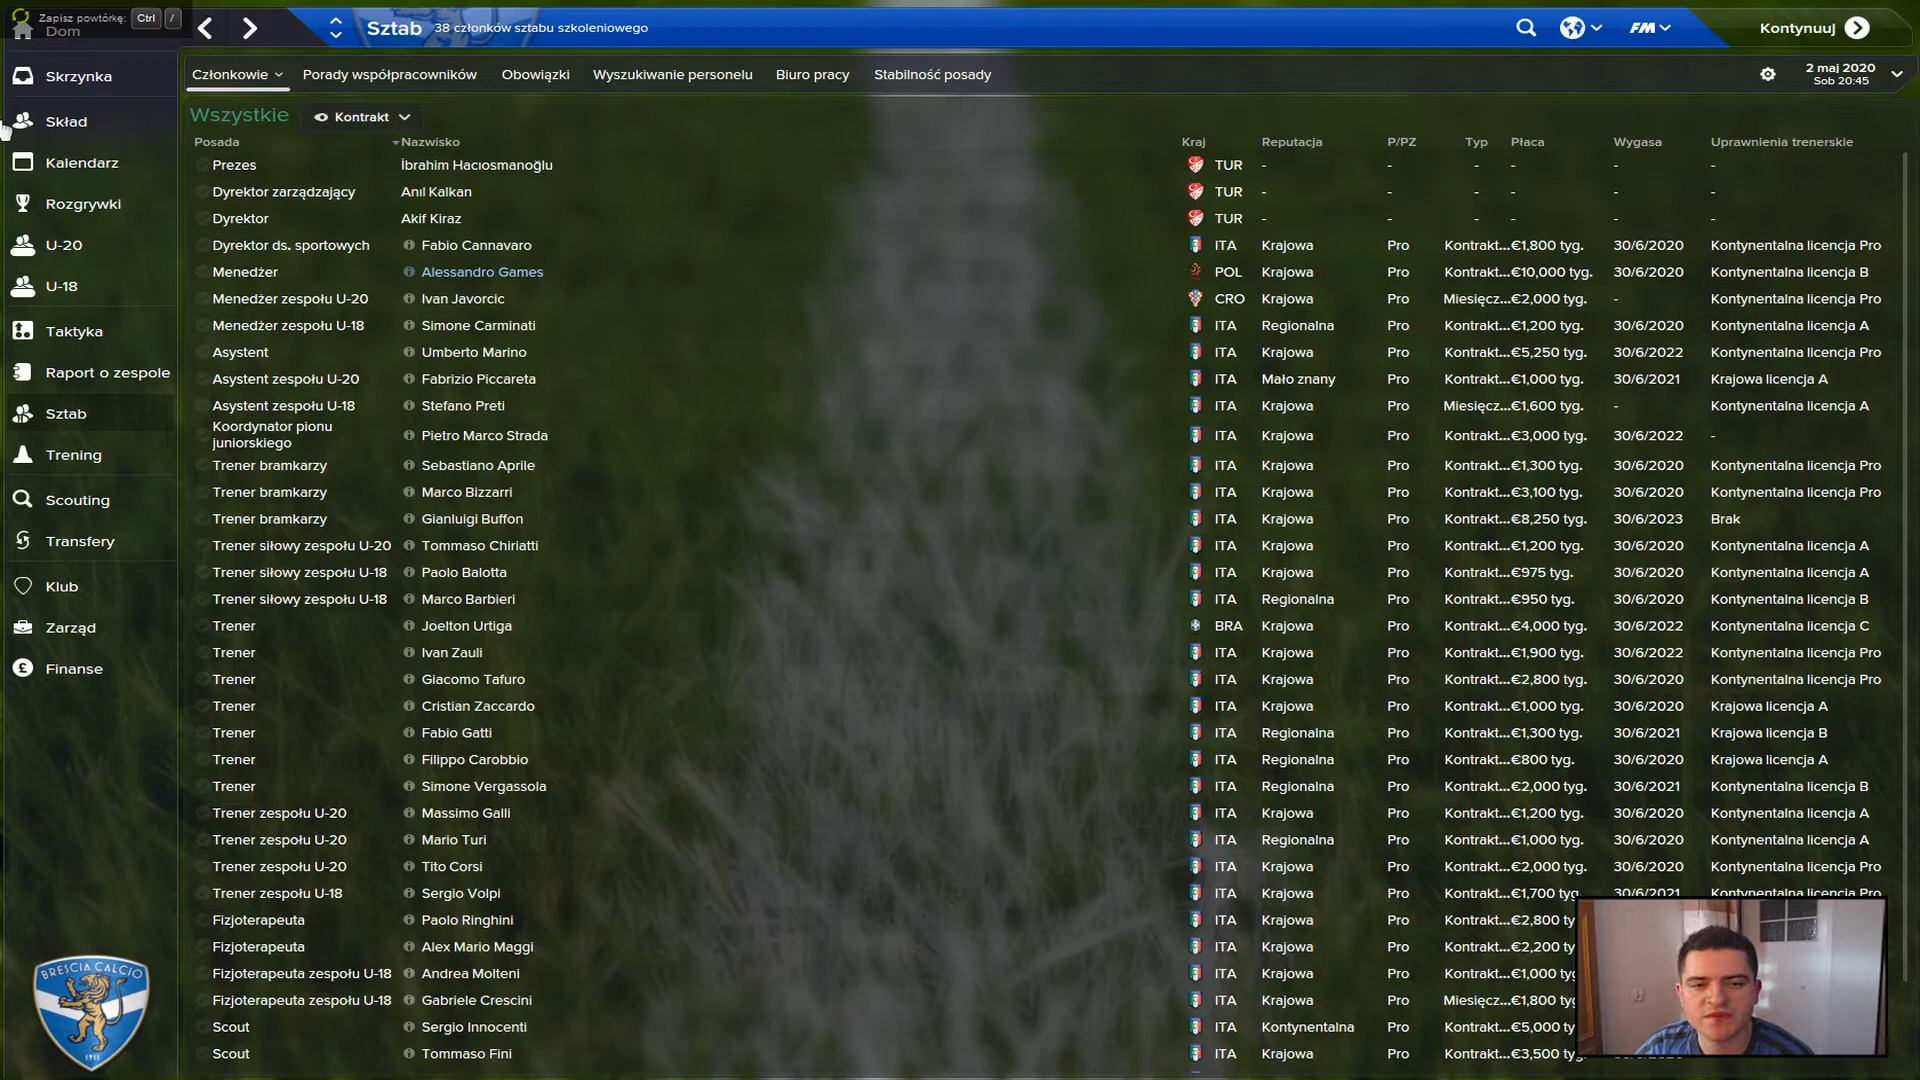 Zapisz powtórkę: Ctrl /
Dom
Sztab 38 członków sztabu szkoleniowego
FM
Kontynuuj
Skrzynka
Skład
Kalendarz
Rozgrywki
U-20
U-18
Taktyka
Raport o zespole
Sztab
Trening
Scouting
Transfery
Klub
Zarząd
Finanse
BRESCIA CALCIO
1911
Członkowie Porady współpracowników Obowiązki Wyszukiwanie personelu Biuro pracy Stabilność posady
2 maj 2020
Sob 20:45
Wszystkie Kontrakt
Posada Nazwisko Kraj Reputacja P/PZ Typ Płaca Wygasa Uprawnienia trenerskie
Prezes İbrahim Hacıosmanoğlu TUR - - - - - -
Dyrektor zarządzający Anıl Kalkan TUR - - - - - -
Dyrektor Akif Kiraz TUR - - - - - -
Dyrektor ds. sportowych Fabio Cannavaro ITA Krajowa Pro Kontrakt... €1,800 tyg. 30/6/2020 Kontynentalna licencja Pro
Menedżer Alessandro Games POL Krajowa Pro Kontrakt... €10,000 tyg. 30/6/2020 Kontynentalna licencja B
Menedżer zespołu U-20 Ivan Javorcic CRO Krajowa Pro Miesięcz... €2,000 tyg. - Kontynentalna licencja Pro
Menedżer zespołu U-18 Simone Carminati ITA Regionalna Pro Kontrakt... €1,200 tyg. 30/6/2020 Kontynentalna licencja A
Asystent Umberto Marino ITA Krajowa Pro Kontrakt... €5,250 tyg. 30/6/2022 Kontynentalna licencja Pro
Asystent zespołu U-20 Fabrizio Piccareta ITA Mało znany Pro Kontrakt... €1,000 tyg. 30/6/2021 Krajowa licencja A
Asystent zespołu U-18 Stefano Preti ITA Krajowa Pro Miesięcz... €1,600 tyg. - Kontynentalna licencja A
Koordynator pionu
juniorskiego Pietro Marco Strada ITA Krajowa Pro Kontrakt... €3,000 tyg. 30/6/2022 -
Trener bramkarzy Sebastiano Aprile ITA Krajowa Pro Kontrakt... €1,300 tyg. 30/6/2020 Kontynentalna licencja Pro
Trener bramkarzy Marco Bizzarri ITA Krajowa Pro Kontrakt... €3,100 tyg. 30/6/2020 Kontynentalna licencja Pro
Trener bramkarzy Gianluigi Buffon ITA Krajowa Pro Kontrakt... €8,250 tyg. 30/6/2023 Brak
Trener siłowy zespołu U-20 Tommaso Chiriatti ITA Krajowa Pro Kontrakt... €1,200 tyg. 30/6/2020 Kontynentalna licencja A
Trener siłowy zespołu U-18 Paolo Balotta ITA Krajowa Pro Kontrakt... €975 tyg. 30/6/2020 Kontynentalna licencja A
Trener siłowy zespołu U-18 Marco Barbieri ITA Regionalna Pro Kontrakt... €950 tyg. 30/6/2020 Kontynentalna licencja B
Trener Joelton Urtiga BRA Krajowa Pro Kontrakt... €4,000 tyg. 30/6/2022 Kontynentalna licencja C
Trener Ivan Zauli ITA Krajowa Pro Kontrakt... €1,900 tyg. 30/6/2022 Kontynentalna licencja Pro
Trener Giacomo Tafuro ITA Krajowa Pro Kontrakt... €2,800 tyg. 30/6/2020 Kontynentalna licencja Pro
Trener Cristian Zaccardo ITA Krajowa Pro Kontrakt... €1,000 tyg. 30/6/2020 Krajowa licencja A
Trener Fabio Gatti ITA Regionalna Pro Kontrakt... €1,300 tyg. 30/6/2021 Krajowa licencja B
Trener Filippo Carobbio ITA Regionalna Pro Kontrakt... €800 tyg. 30/6/2020 Krajowa licencja A
Trener Simone Vergassola ITA Regionalna Pro Kontrakt... €2,000 tyg. 30/6/2021 Kontynentalna licencja B
Trener zespołu U-20 Massimo Galli ITA Krajowa Pro Kontrakt... €1,200 tyg. 30/6/2020 Kontynentalna licencja A
Trener zespołu U-20 Mario Turi ITA Regionalna Pro Kontrakt... €1,000 tyg. 30/6/2020 Kontynentalna licencja A
Trener zespołu U-20 Tito Corsi ITA Krajowa Pro Kontrakt... €2,000 tyg. 30/6/2020 Kontynentalna licencja Pro
Trener zespołu U-18 Sergio Volpi ITA Krajowa Pro Kontrakt... €1,700 tyg. 30/6/2021 Kontynentalna licencja Pro
Fizjoterapeuta Paolo Ringhini ITA Krajowa Pro Kontrakt... €2,800 ty
Fizjoterapeuta Alex Mario Maggi ITA Krajowa Pro Kontrakt... €2,200 ty
Fizjoterapeuta zespołu U-18 Andrea Molteni ITA Krajowa Pro Kontrakt... €1,000 ty
Fizjoterapeuta zespołu U-18 Gabriele Crescini ITA Krajowa Pro Miesięcz... €1,800 ty
Scout Sergio Innocenti ITA Kontynentalna Pro Kontrakt... €5,000 ty
Scout Tommaso Fini ITA Krajowa Pro Kontrakt... €3,500 tyg.